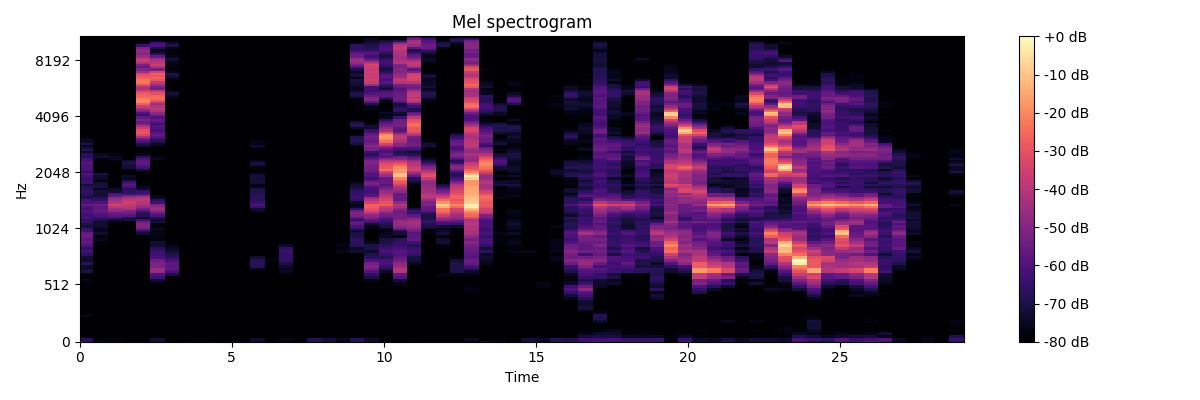 Mel spectrogram
+0 dB
8192
-10 dB
4096
-20 dB
-30 dB
2048
Hz
-40 dB
1024
-50 dB
-60 dB
512
-70 dB
0
-80 dB
0 5 10 15 20 25
Time